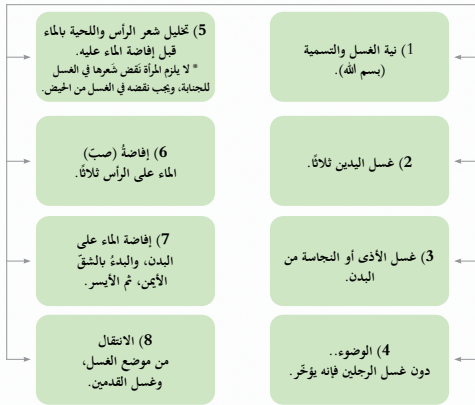 1) نية الغسل والتسمية
(بسم الله).
2) غسل اليدين ثلاثًا.
3) غسل الأذى أو النجاسة من
البدن.
4) الوضوء..
دون غسل الرجلين فإنه يؤخّر.
5) تخليل شعر الرأس واللحية بالماء
قبل إفاضة الماء عليه.
* لا يلزم المرأة نَقض شَعرها في الغسل
للجنابة، ويجب نقضه في الغسل من الحيض.
6) إفاضةُ (صبّ)
الماء على الرأس ثلاثًا.
7) إفاضة الماء على
البدن، والبدءُ بالشقّ
الأيمن، ثم الأيسر.
8) الانتقال
من موضع الغسل،
وغسل القدمين.